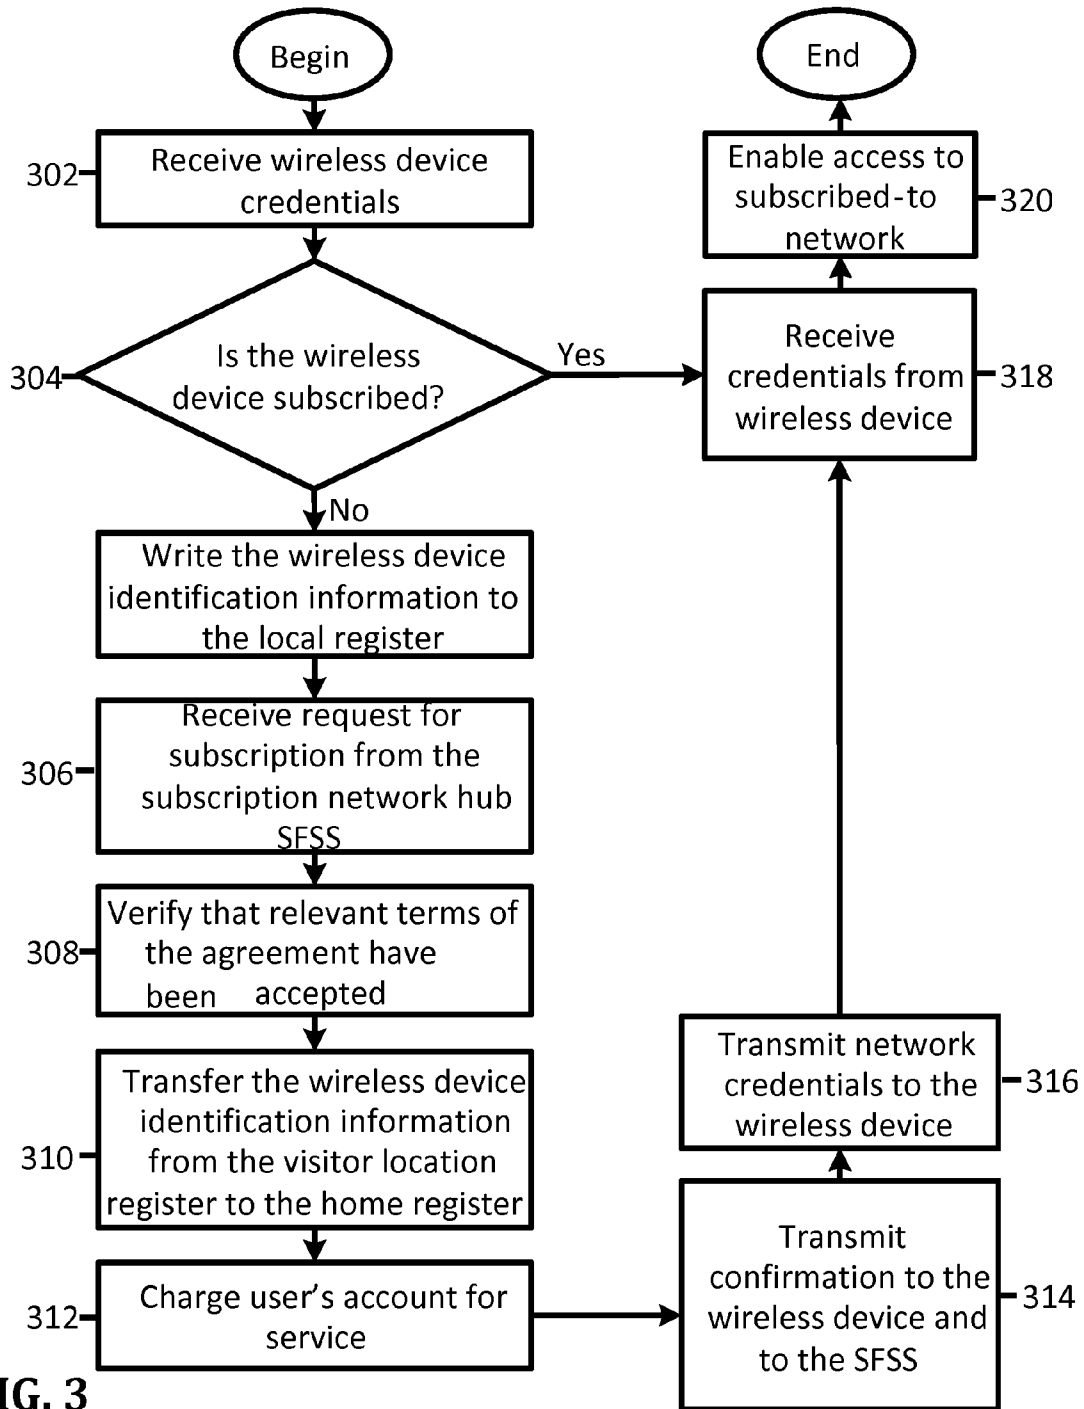 Begin
302
Receive wireless device
credentials
304
Is the wireless
device subscribed?
Yes
No
Write the wireless device
identification information to
the local register
306
Receive request for
subscription from the
subscription network hub
SFSS
308
Verify that relevant terms of
the agreement have
been accepted
310
Transfer the wireless device
identification information
from the visitor location
register to the home register
312
Charge user's account for
service
Transmit
confirmation to the
wireless device and
to the SFSS
314
Transmit network
credentials to the
wireless device
316
Receive
credentials from
wireless device
318
Enable access to
subscribed-to
network
320
End
IG. 3